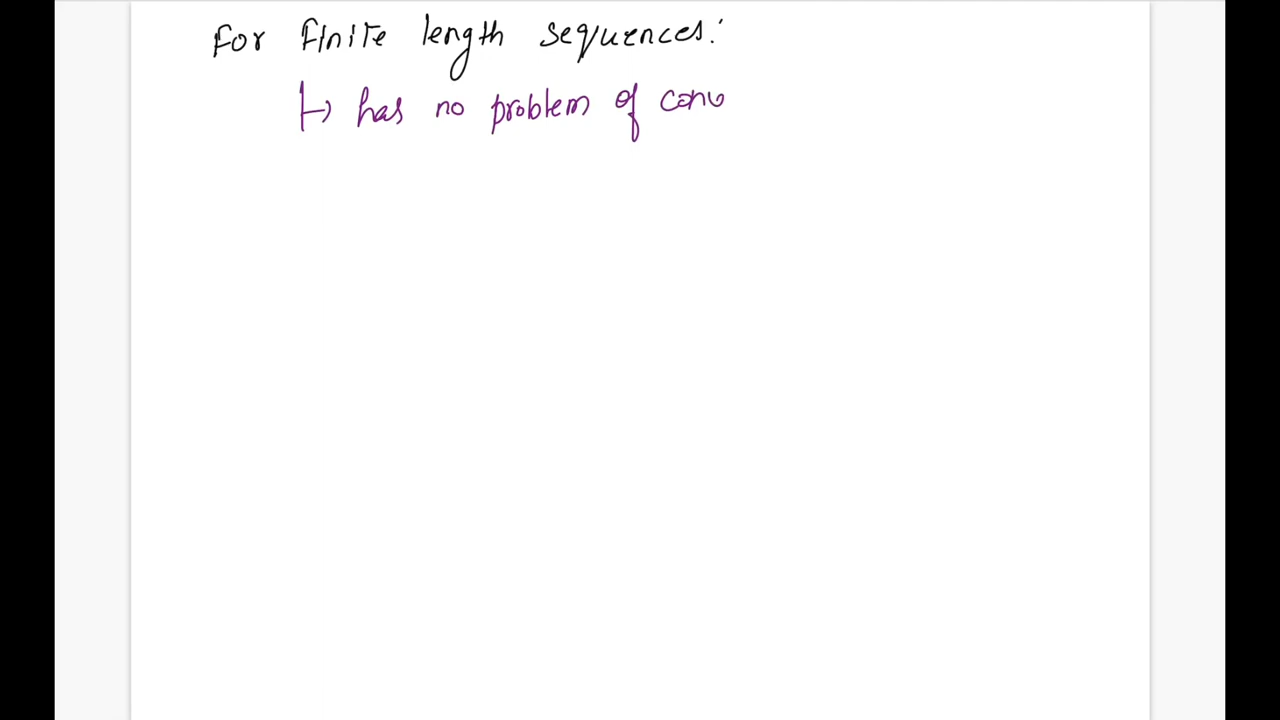 For Finite length sequences:
↳ has no problem of conv